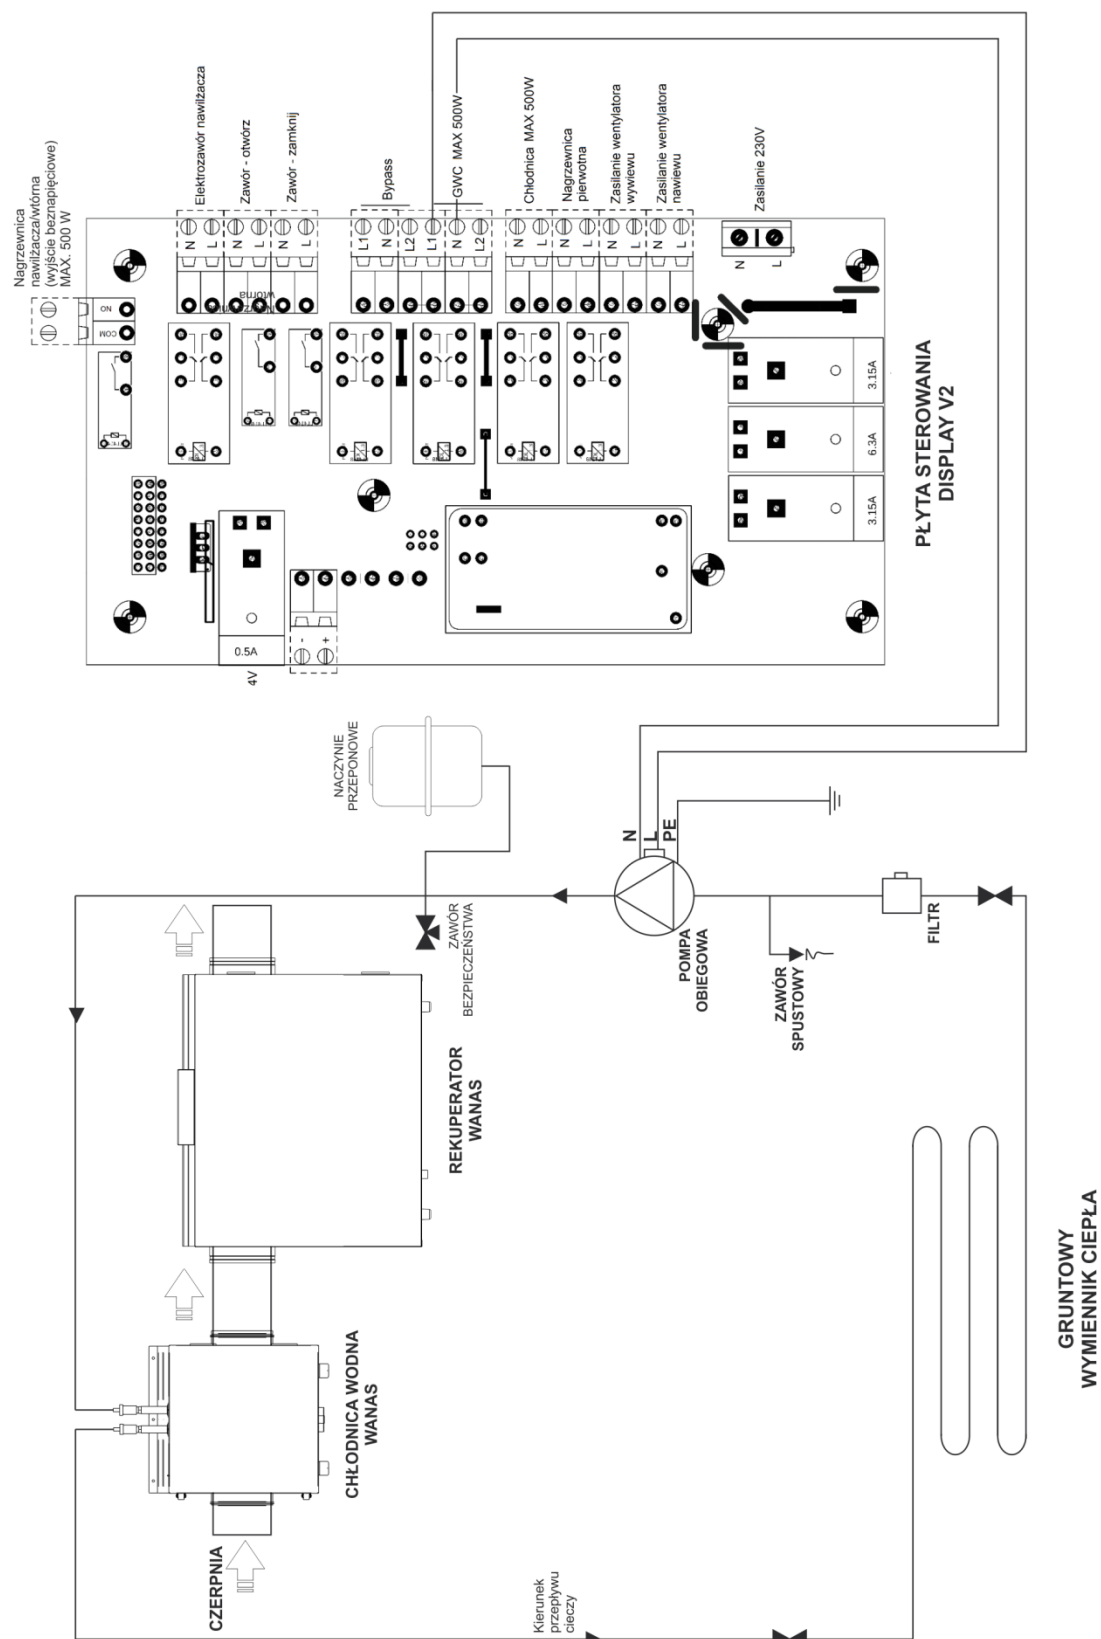 Nagrzewnica
nawilżacza/wtórna
(wyjście beznapięciowe)
MAX. 500 W
NO
COM
Elektrozawór nawilżacza
N
L
Zawór - otwórz
N
L
Zawór - zamknij
N
L
Bypass
L1
N
L2
GWC MAX 500W
L1
N
L2
Chłodnica MAX 500W
N
L
Nagrzewnica
pierwotna
N
L
Zasilanie wentylatora
wywiewu
N
L
Zasilanie wentylatora
nawiewu
N
L
Zasilanie 230V
N
L
wtorna
3.15A
6.3A
3.15A
0.5A
4V
-
+
PŁYTA STEROWANIA
DISPLAY V2
NACZYNIE
PRZEPONOWE
ZAWÓR
BEZPIECZEŃSTWA
N
L
PE
POMPA
OBIEGOWA
ZAWÓR
SPUSTOWY
FILTR
REKUPERATOR
WANAS
CHŁODNICA WODNA
WANAS
CZERPNIA
Kierunek
przepływu
cieczy
GRUNTOWY
WYMIENNIK CIEPŁA